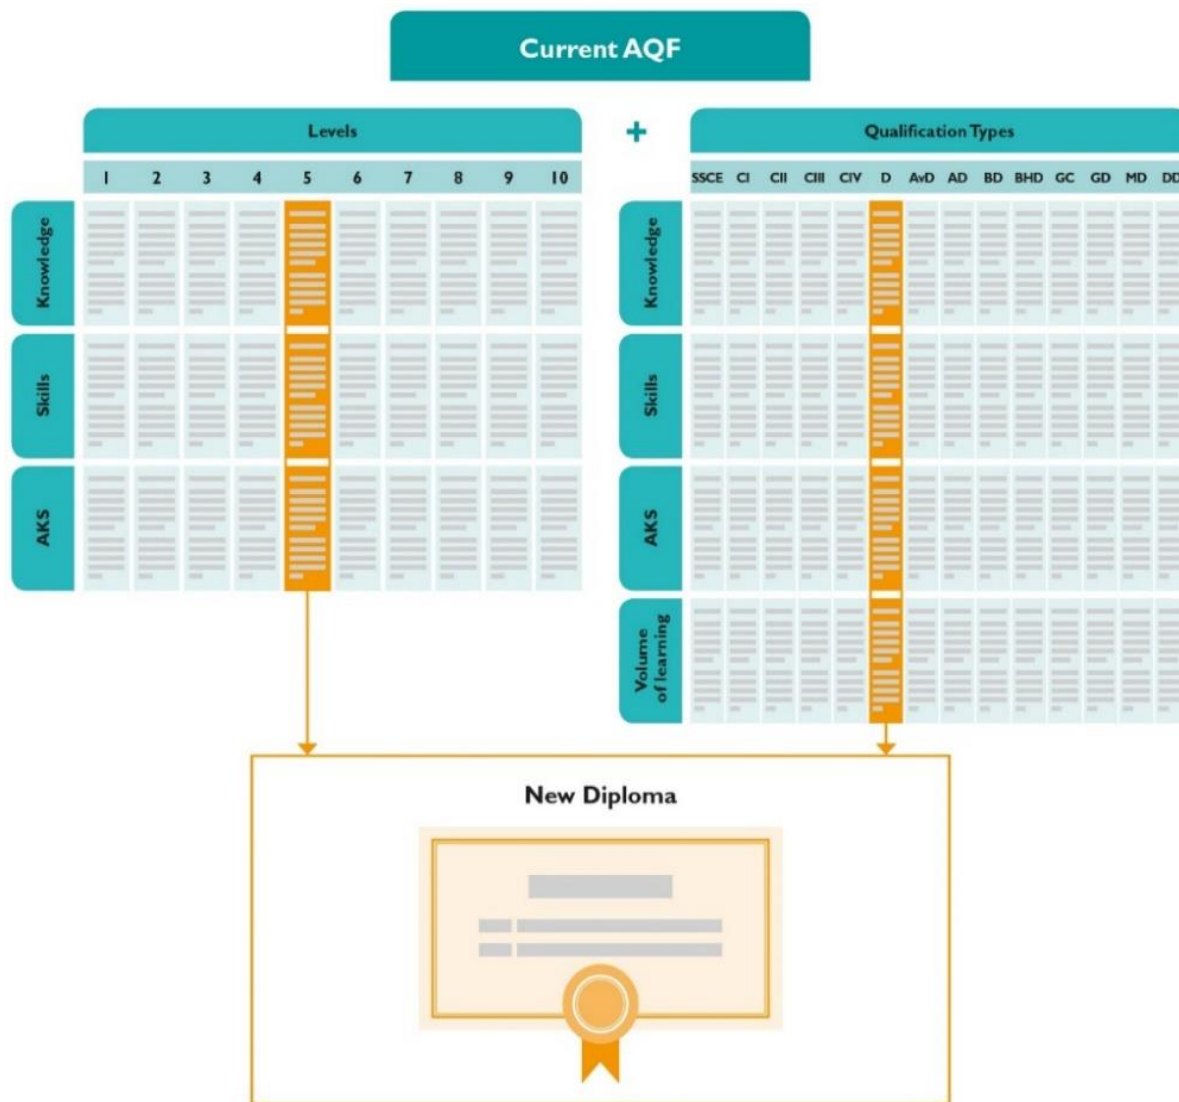 Current AQF
Levels
+
Qualification Types
1 2 3 4 5 6 7 8 9 10
SSCE CI CII CIII CIV D AvD AD BD BHD GC GD MD DD
Knowledge
Knowledge
Skills
Skills
AKS
AKS
Volume
of learning
New Diploma